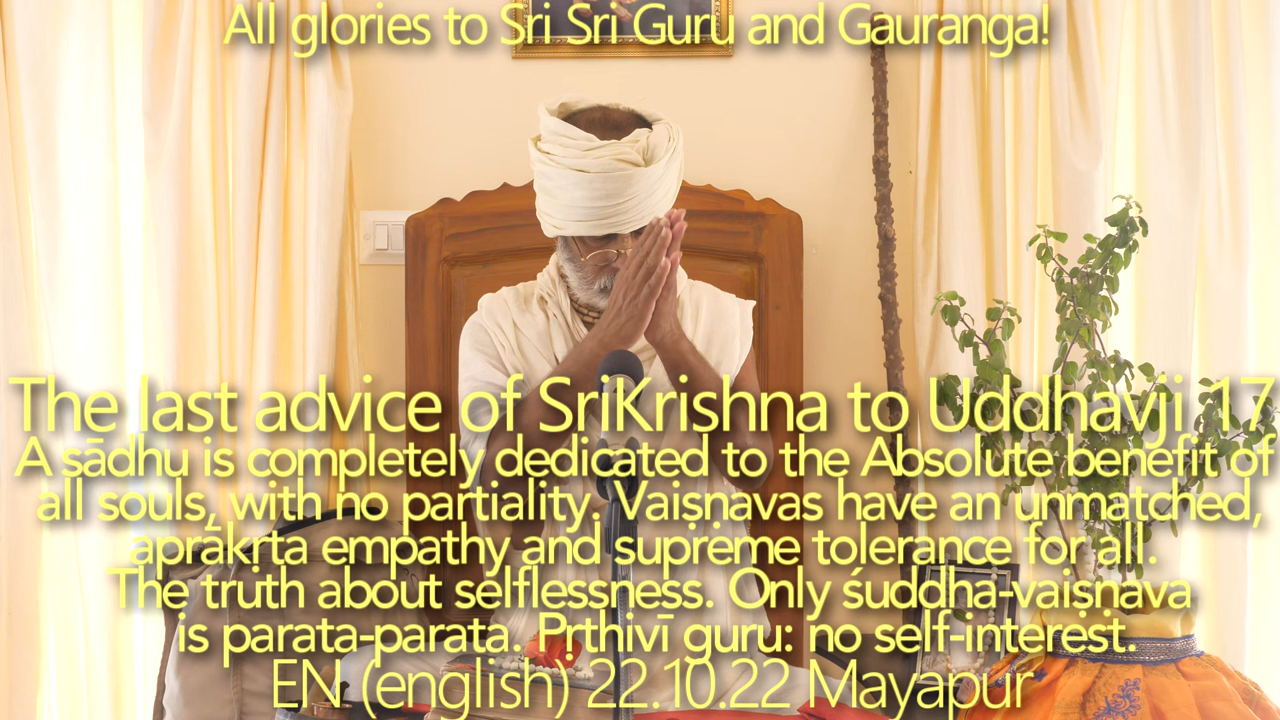 All glories to Sri Sri Guru and Gauranga!
The last advice of SriKrishna to Uddhavji 17
A sādhu is completely dedicated to the Absolute benefit of
all souls, with no partiality. Vaiṣṇavas have an unmatched,
aprākṛta empathy and supreme tolerance for all.
The truth about selflessness. Only śuddha-vaiṣṇava
is parata-parata. Pṛthivī guru: no self-interest.
EN (english) 22.10.22 Mayapur